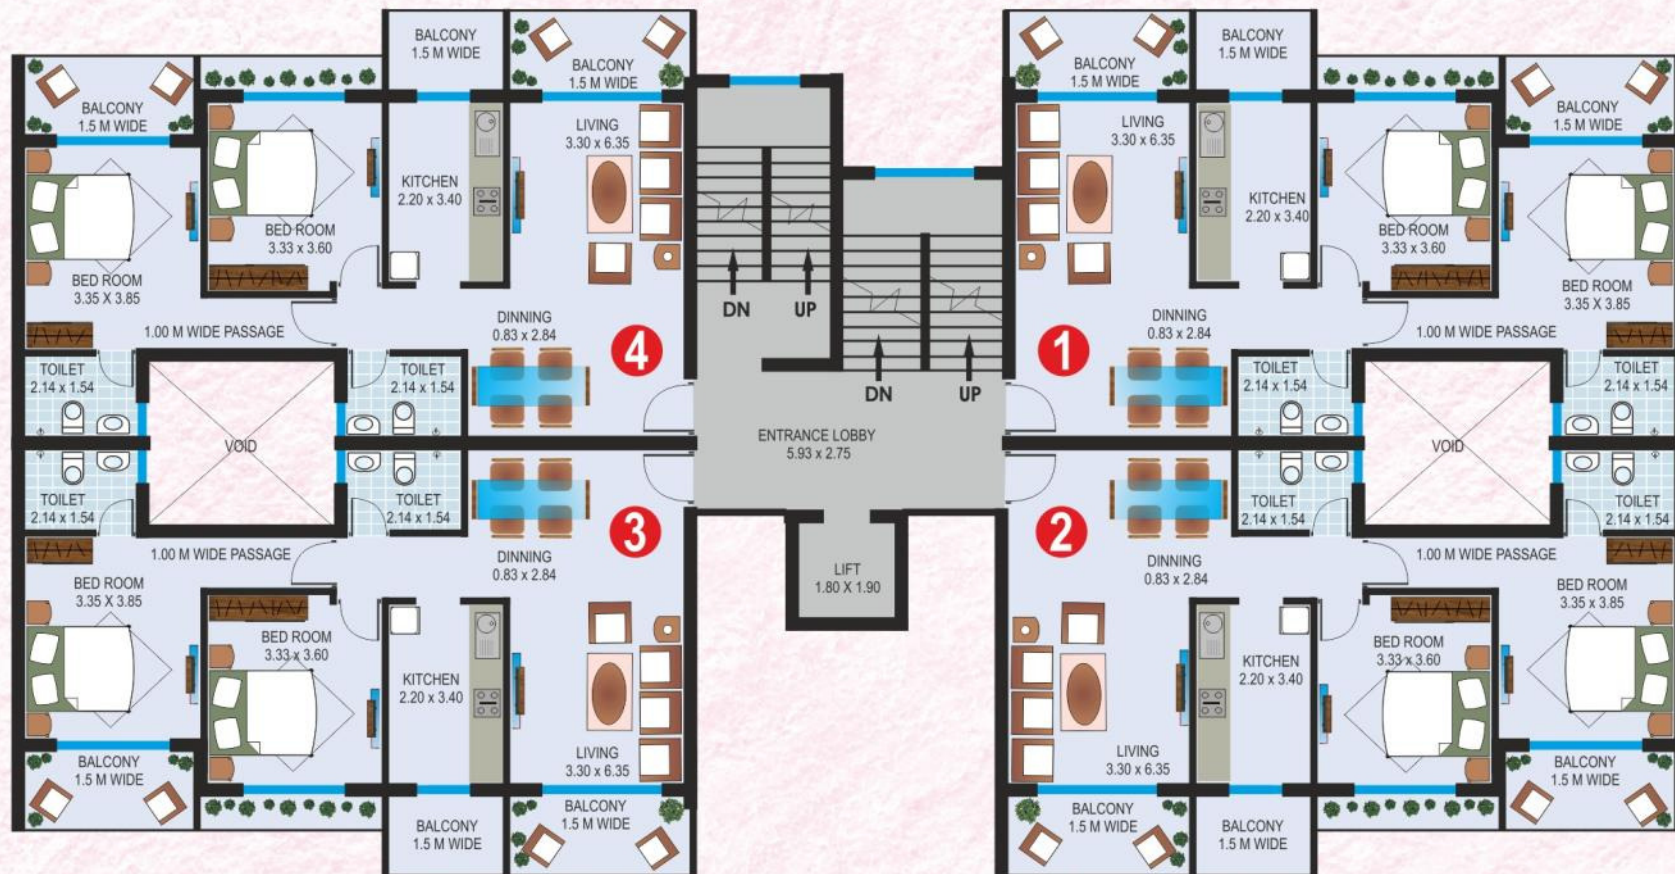 BALCONY
1.5 M WIDE
BALCONY
1.5 M WIDE
BALCONY
1.5 M WIDE
LIVING
3.30 x 6.35
KITCHEN
2.20 x 3.40
BED ROOM
3.33 x 3.60
BED ROOM
3.35 X 3.85
1.00 M WIDE PASSAGE
DINNING
0.83 x 2.84
4
TOILET
2.14 x 1.54
TOILET
2.14 x 1.54
VOID
DN
UP
DN
UP
ENTRANCE LOBBY
5.93 x 2.75
LIFT
1.80 X 1.90
BALCONY
1.5 M WIDE
BALCONY
1.5 M WIDE
BALCONY
1.5 M WIDE
LIVING
3.30 x 6.35
KITCHEN
2.20 x 3.40
BED ROOM
3.33 x 3.60
BED ROOM
3.35 X 3.85
DINNING
0.83 x 2.84
1.00 M WIDE PASSAGE
1
TOILET
2.14 x 1.54
TOILET
2.14 x 1.54
VOID
TOILET
2.14 x 1.54
TOILET
2.14 x 1.54
3
1.00 M WIDE PASSAGE
DINNING
0.83 x 2.84
BED ROOM
3.35 X 3.85
BED ROOM
3.33 x 3.60
KITCHEN
2.20 x 3.40
LIVING
3.30 x 6.35
BALCONY
1.5 M WIDE
BALCONY
1.5 M WIDE
BALCONY
1.5 M WIDE
TOILET
2.14 x 1.54
TOILET
2.14 x 1.54
2
1.00 M WIDE PASSAGE
DINNING
0.83 x 2.84
BED ROOM
3.35 X 3.85
BED ROOM
3.33 x 3.60
KITCHEN
2.20 x 3.40
LIVING
3.30 x 6.35
BALCONY
1.5 M WIDE
BALCONY
1.5 M WIDE
BALCONY
1.5 M WIDE